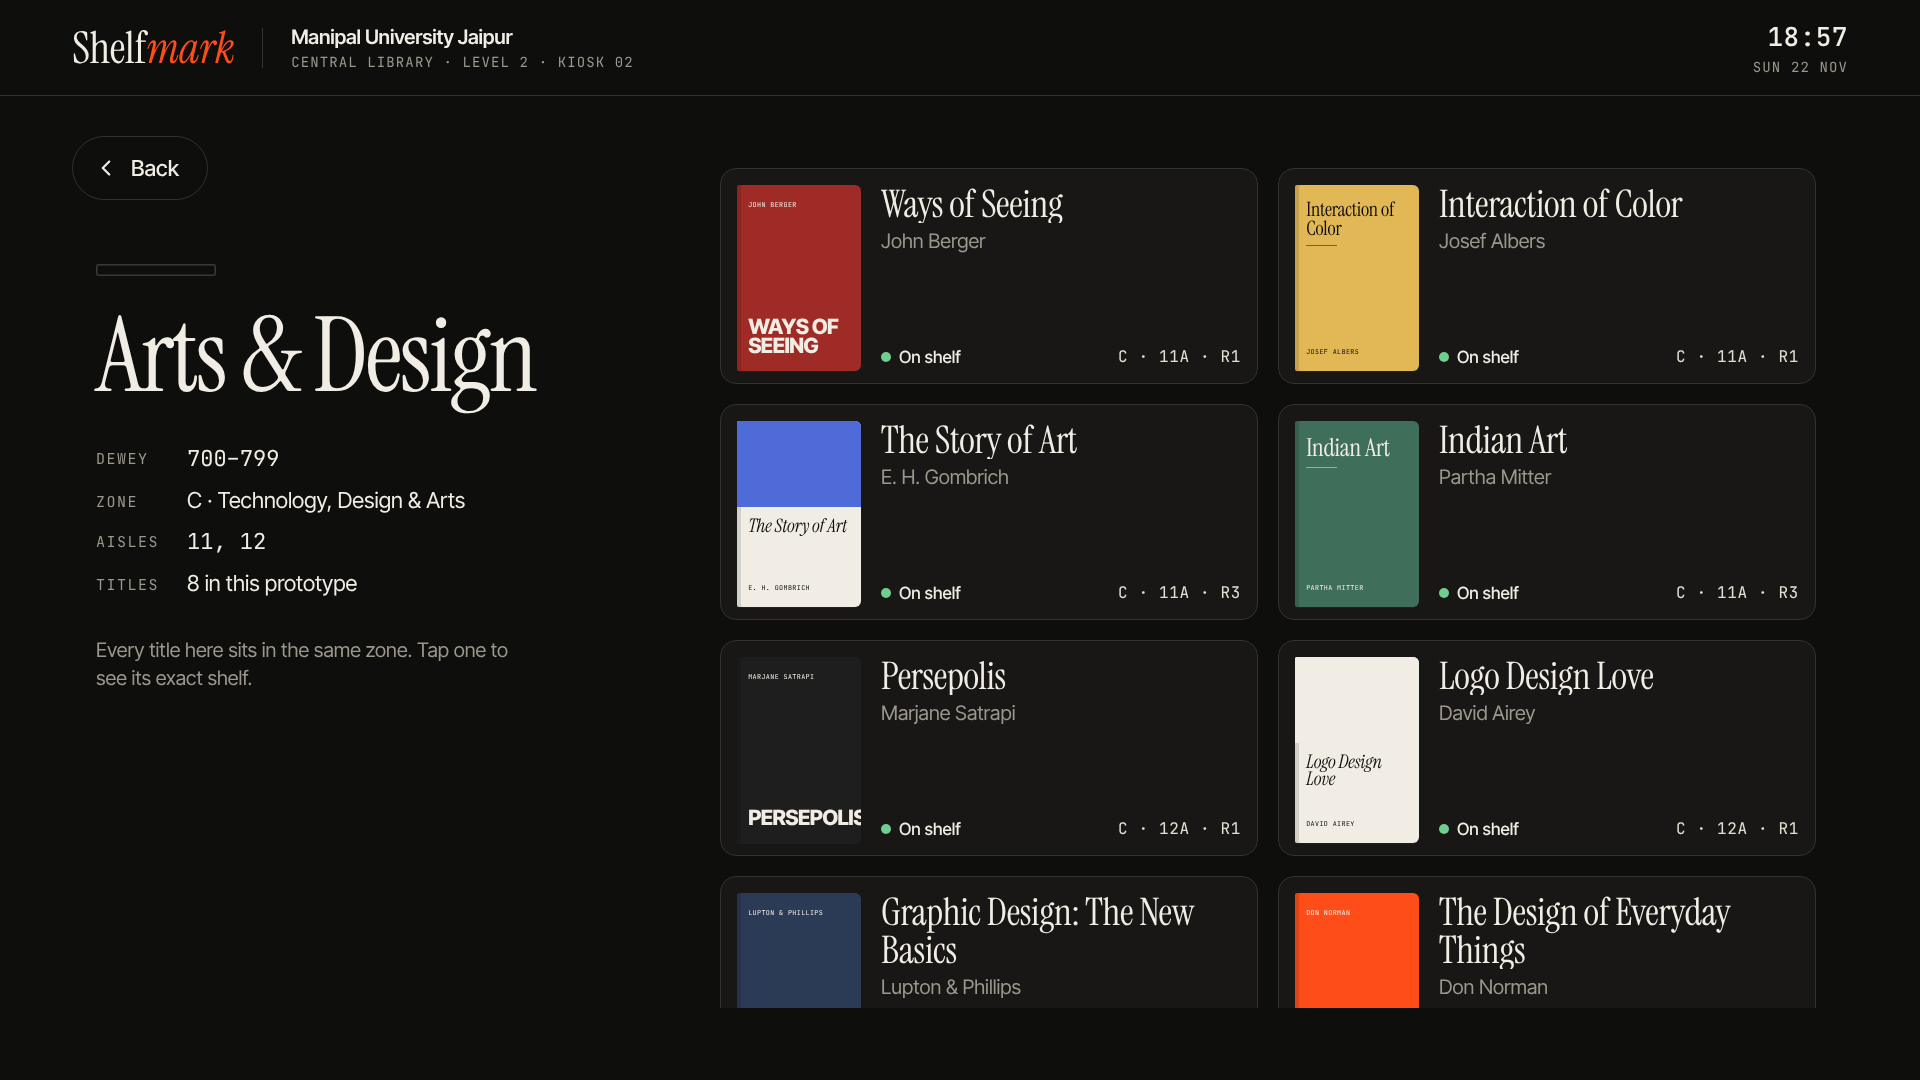 Shelfmark
Manipal University Jaipur
CENTRAL LIBRARY · LEVEL 2 · KIOSK 02
18:57
SUN 22 NOV
Back
Arts & Design
DEWEY 700–799
ZONE C · Technology, Design & Arts
AISLES 11, 12
TITLES 8 in this prototype
Every title here sits in the same zone. Tap one to
see its exact shelf.
JOHN BERGER
WAYS OF
SEEING
Ways of Seeing
John Berger
On shelf
C · 11A · R1
Interaction of
Color
JOSEF ALBERS
Interaction of Color
Josef Albers
On shelf
C · 11A · R1
The Story of Art
E. H. GOMBRICH
The Story of Art
E. H. Gombrich
On shelf
C · 11A · R3
Indian Art
PARTHA MITTER
Indian Art
Partha Mitter
On shelf
C · 11A · R3
MARJANE SATRAPI
PERSEPOLIS
Persepolis
Marjane Satrapi
On shelf
C · 12A · R1
Logo Design
Love
DAVID AIREY
Logo Design Love
David Airey
On shelf
C · 12A · R1
LUPTON & PHILLIPS
Graphic Design: The New
Basics
Lupton & Phillips
DON NORMAN
The Design of Everyday
Things
Don Norman